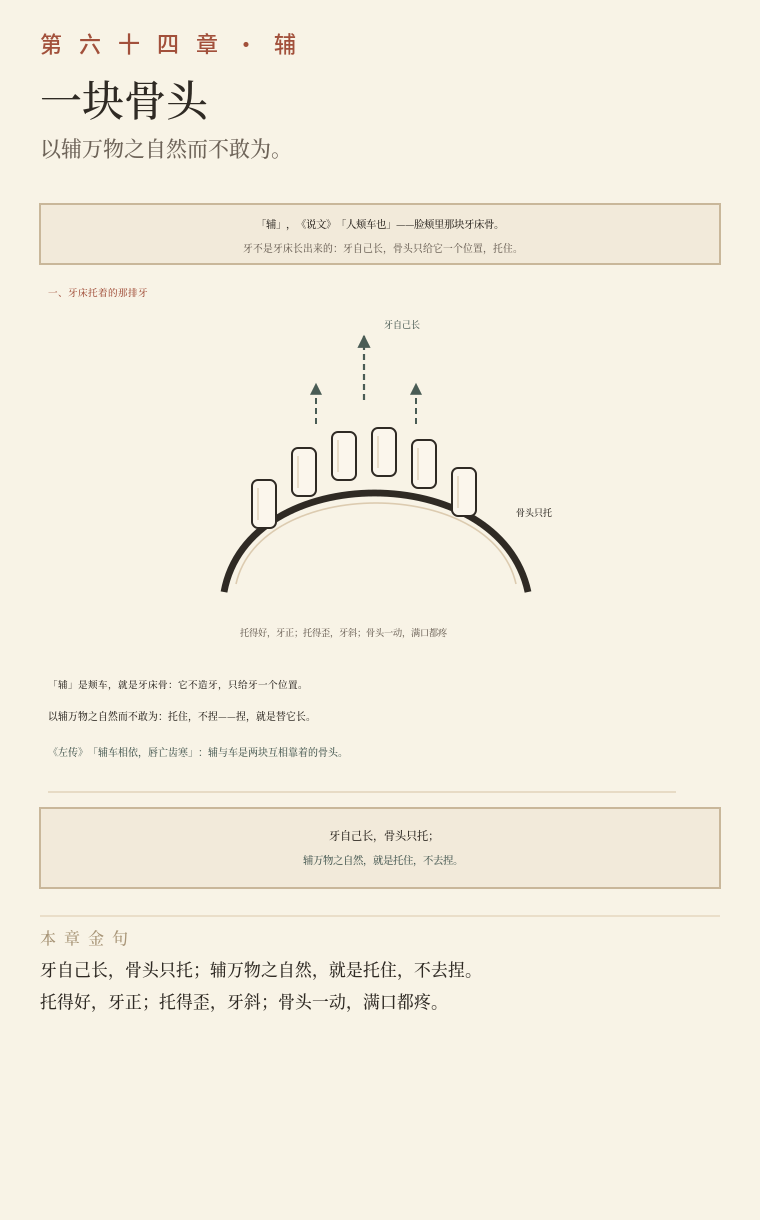 第六十四章·辅
一块骨头
以辅万物之自然而不敢为。
「辅」，《说文》「人颊车也」——脸颊里那块牙床骨。
牙不是牙床长出来的：牙自己长，骨头只给它一个位置，托住。
一、牙床托着的那排牙
牙自己长
骨头只托
托得好，牙正；托得歪，牙斜；骨头一动，满口都疼
「辅」是颊车，就是牙床骨：它不造牙，只给牙一个位置。
以辅万物之自然而不敢为：托住，不捏——捏，就是替它长。
《左传》「辅车相依，唇亡齿寒」：辅与车是两块互相靠着的骨头。
牙自己长，骨头只托；
辅万物之自然，就是托住，不去捏。
本章金句
牙自己长，骨头只托；辅万物之自然，就是托住，不去捏。
托得好，牙正；托得歪，牙斜；骨头一动，满口都疼。